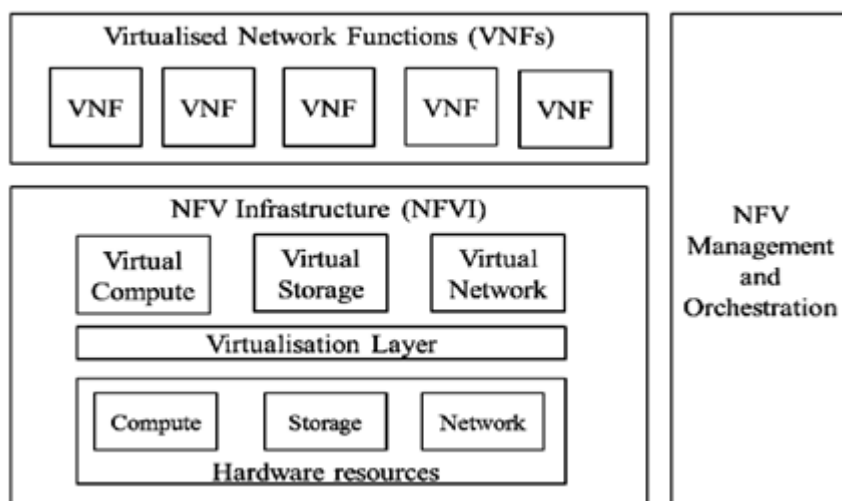 Virtualised Network Functions (VNFs)
VNF VNF VNF VNF VNF
NFV Infrastructure (NFVI)
Virtual
Compute
Virtual
Storage
Virtual
Network
Virtualisation Layer
Compute Storage Network
Hardware resources
NFV
Management
and
Orchestration